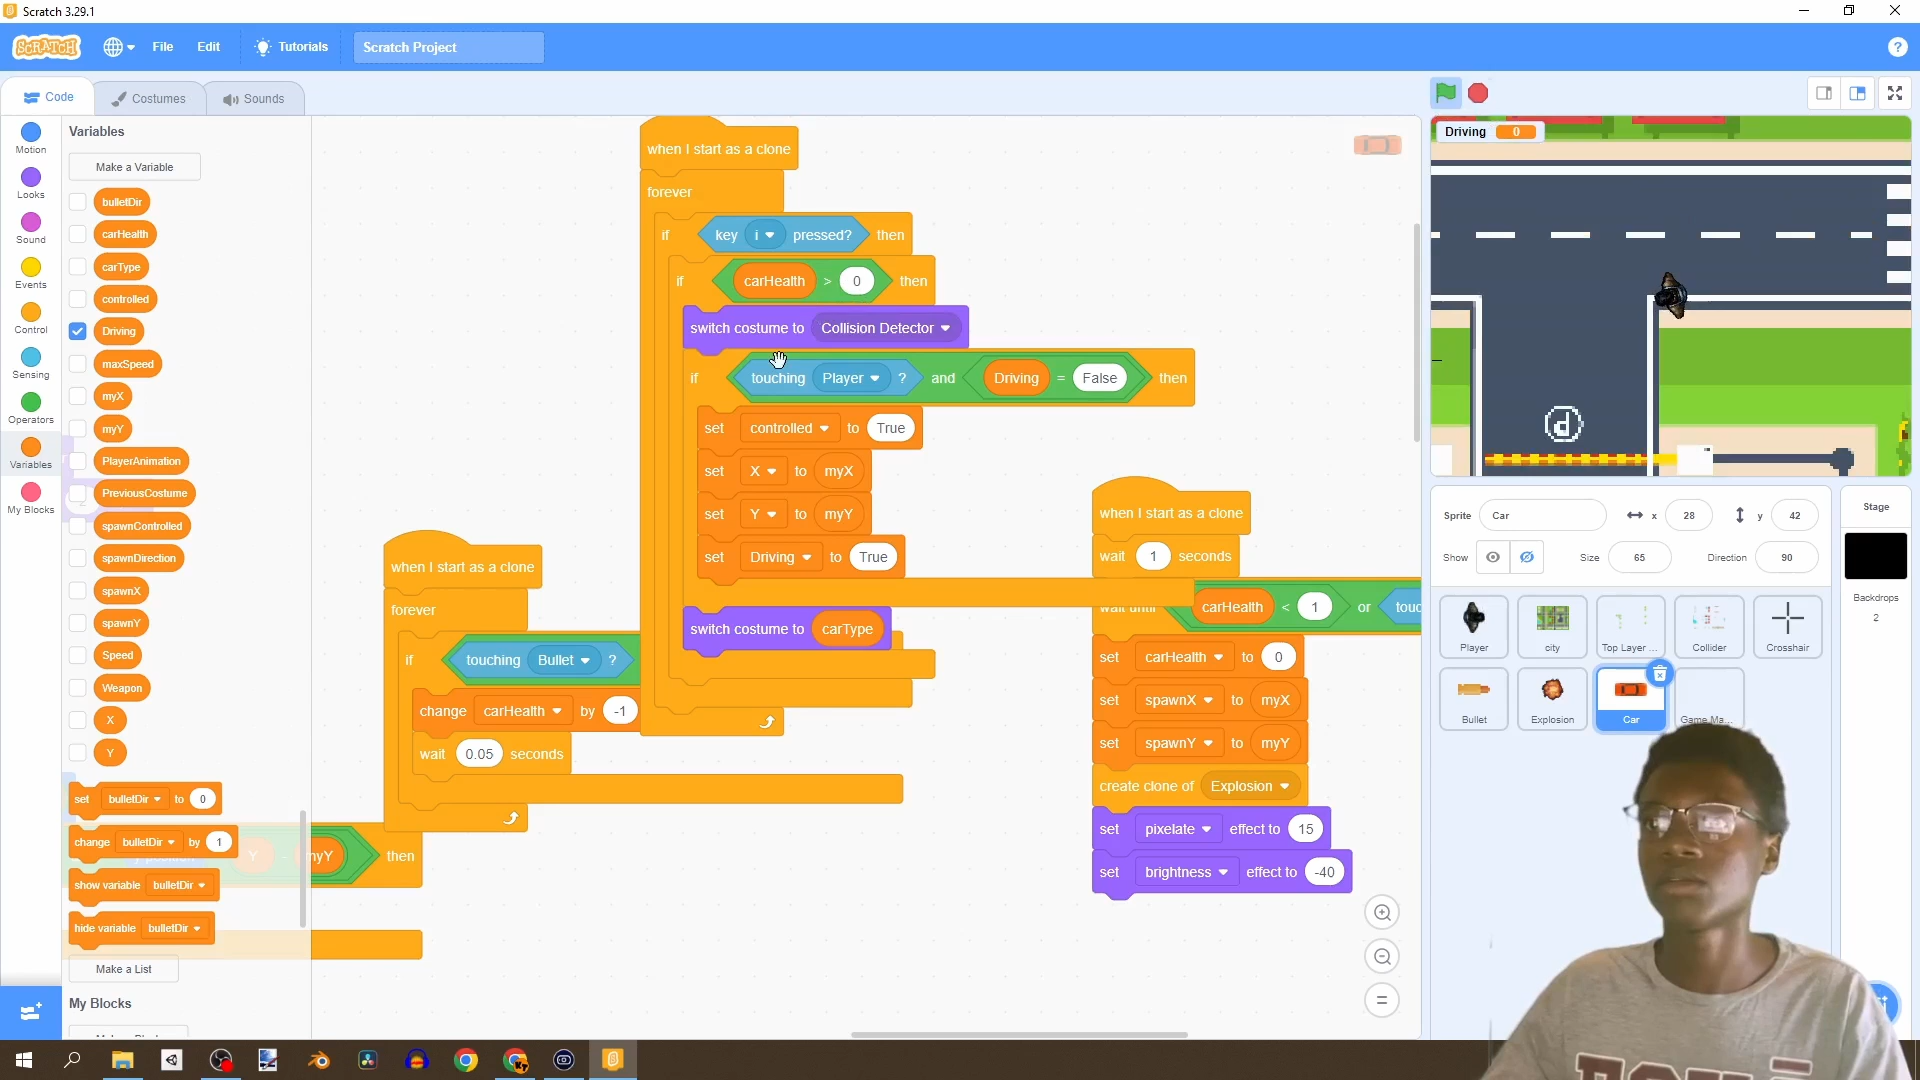 Scratch 3.29.1
SCRATCH
File
Edit
Tutorials
Scratch Project
?
Code
Costumes
Sounds
Motion
Looks
Sound
Events
Control
Sensing
Operators
Variables
My Blocks
Variables
Make a Variable
bulletDir
carHealth
carType
controlled
Driving
maxSpeed
myX
myY
PlayerAnimation
PreviousCostume
spawnControlled
spawnDirection
spawnX
spawnY
Speed
Weapon
X
Y
set bulletDir to 0
change bulletDir by 1
show variable bulletDir
hide variable bulletDir
Make a List
My Blocks
myY then
when I start as a clone
forever
if touching Bullet ?
change carHealth by -1
wait 0.05 seconds
when I start as a clone
forever
if key i pressed? then
if carHealth > 0 then
switch costume to Collision Detector
if touching Player ? and Driving = False then
set controlled to True
set X to myX
set Y to myY
set Driving to True
switch costume to carType
when I start as a clone
wait 1 seconds
wait until carHealth < 1 or touc
set carHealth to 0
set spawnX to myX
set spawnY to myY
create clone of Explosion
set pixelate effect to 15
set brightness effect to -40
Driving 0
d
Sprite Car x 28 y 42
Show Size 65 Direction 90
Player
city
Top Layer ...
Collider
Crosshair
Bullet
Explosion
Car
Game Ma...
Stage
Backdrops
2